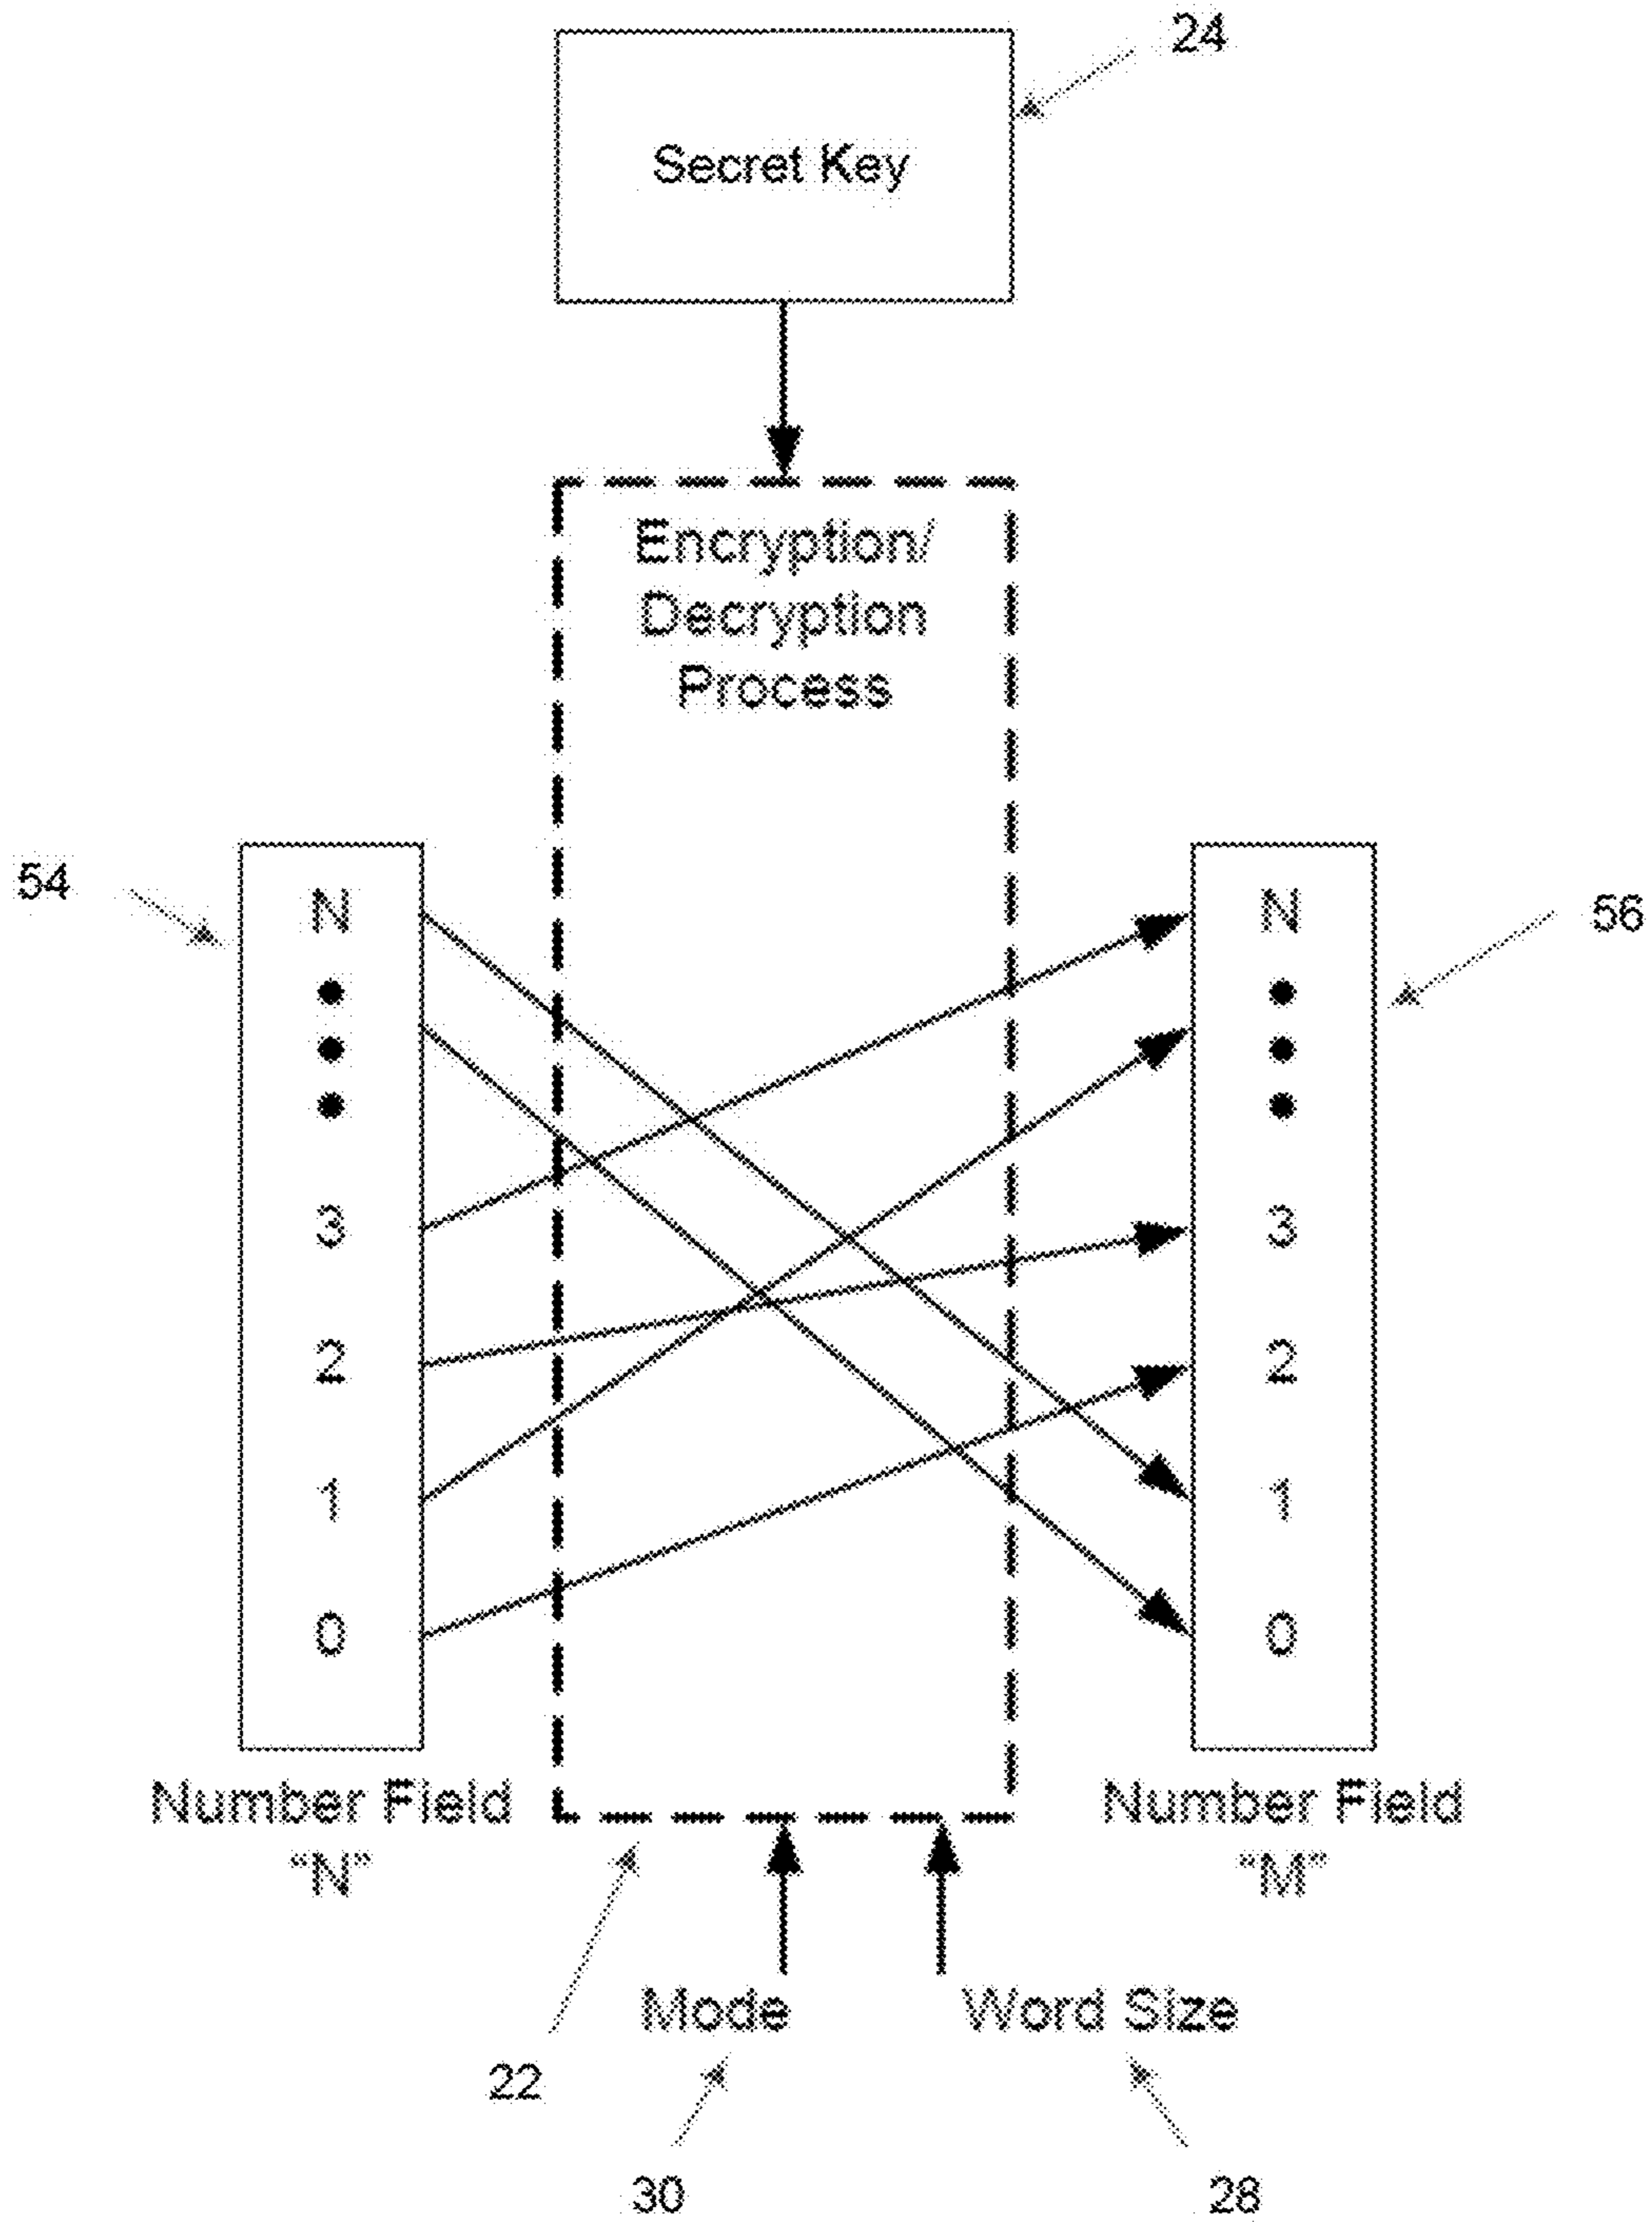 24
Secret Key
Encryption/
Decryption
Process
54
56
N
3
2
1
0
N
3
2
1
0
Number Field
“N”
Number Field
“M”
Mode
Word Size
22
30
28